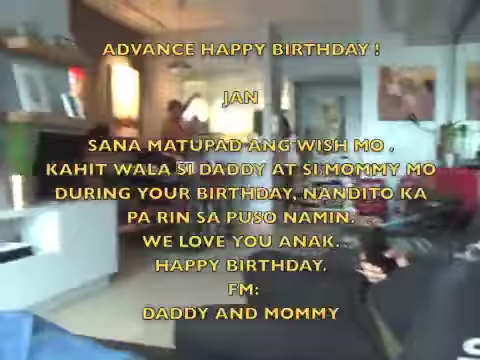 ADVANCE HAPPY BIRTHDAY !
JAN
SANA MATUPAD ANG WISH MO .
KAHIT WALA SI DADDY AT SI MOMMY MO
DURING YOUR BIRTHDAY, NANDITO KA
PA RIN SA PUSO NAMIN.
WE LOVE YOU ANAK.
HAPPY BIRTHDAY.
FM:
DADDY AND MOMMY